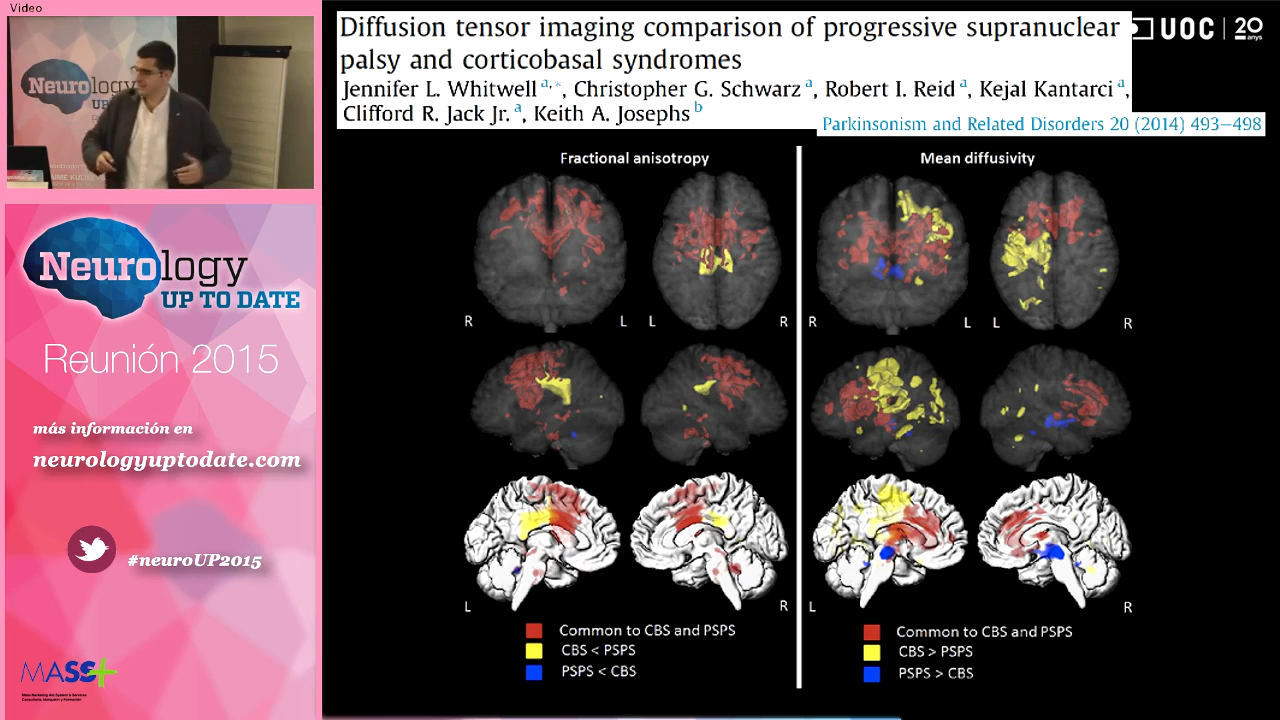 Video
Neurology
UP
Neurology
UP TO DATE
Reunión 2015
más información en
neurologyuptodate.com
#neuroUP2015
MASS+
Diffusion tensor imaging comparison of progressive supranuclear
palsy and corticobasal syndromes
Jennifer L. Whitwell a,*, Christopher G. Schwarz a, Robert I. Reid a, Kejal Kantarci a,
Clifford R. Jack Jr. a, Keith A. Josephs b
Parkinsonism and Related Disorders 20 (2014) 493–498
UOC | 20
anys
Fractional anisotropy
R L L R
L R
Common to CBS and PSPS
CBS < PSPS
PSPS < CBS
Mean diffusivity
R L L R
L R
Common to CBS and PSPS
CBS > PSPS
PSPS > CBS